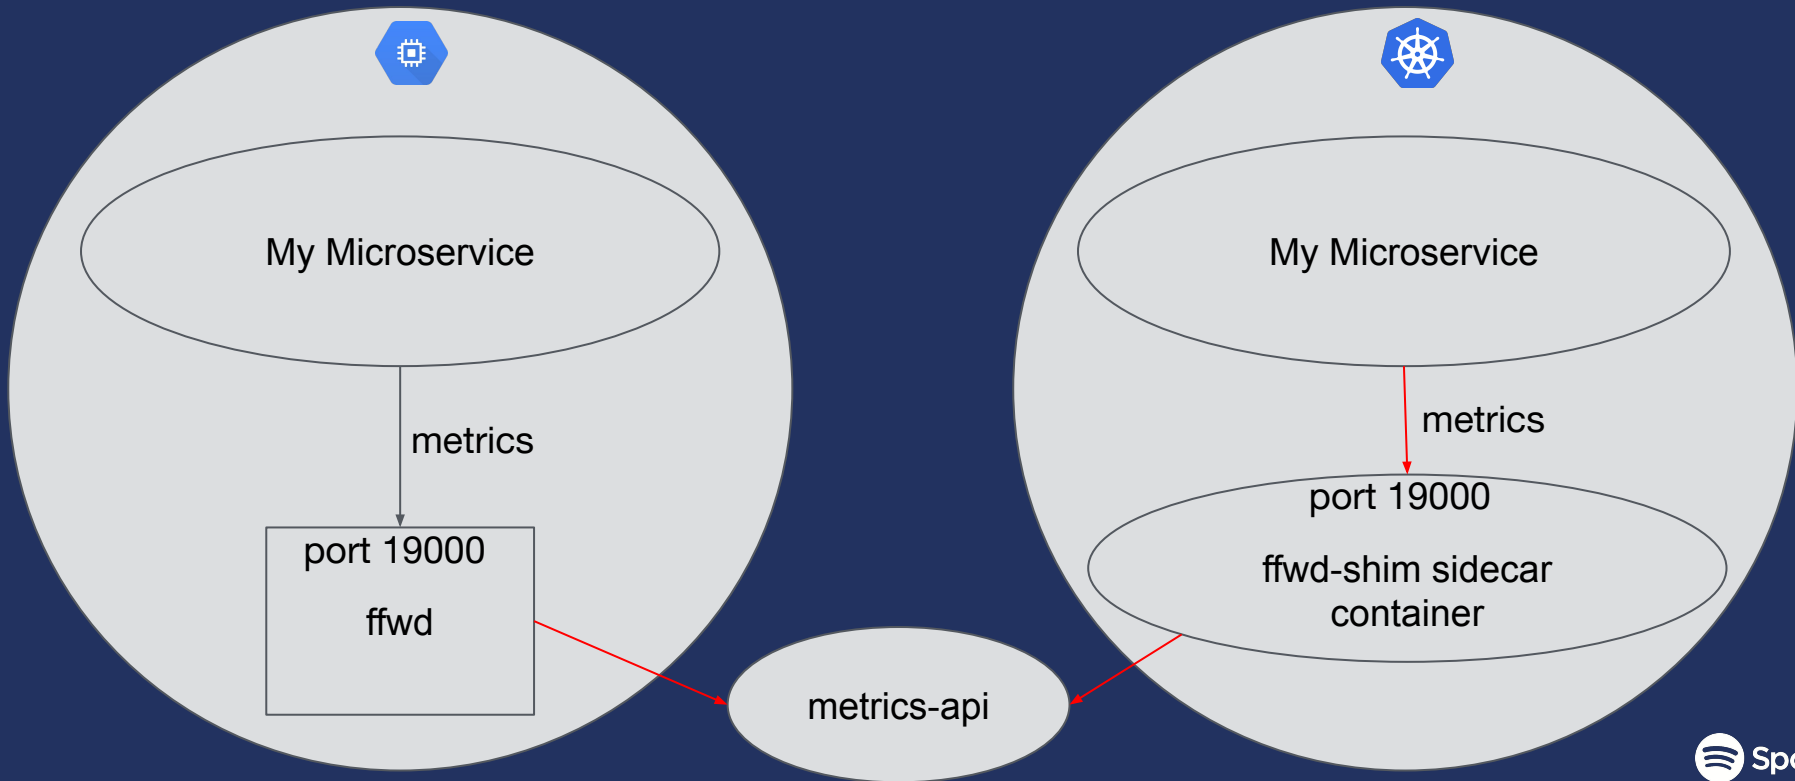 My Microservice
metrics
port 19000
ffwd
My Microservice
metrics
port 19000
ffwd-shim sidecar
container
metrics-api